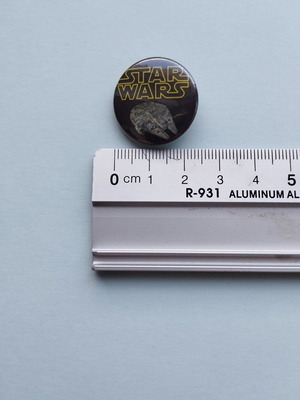 STAR
WARS
0 cm 1 2 3 4 5
R-931 ALUMINUM AL